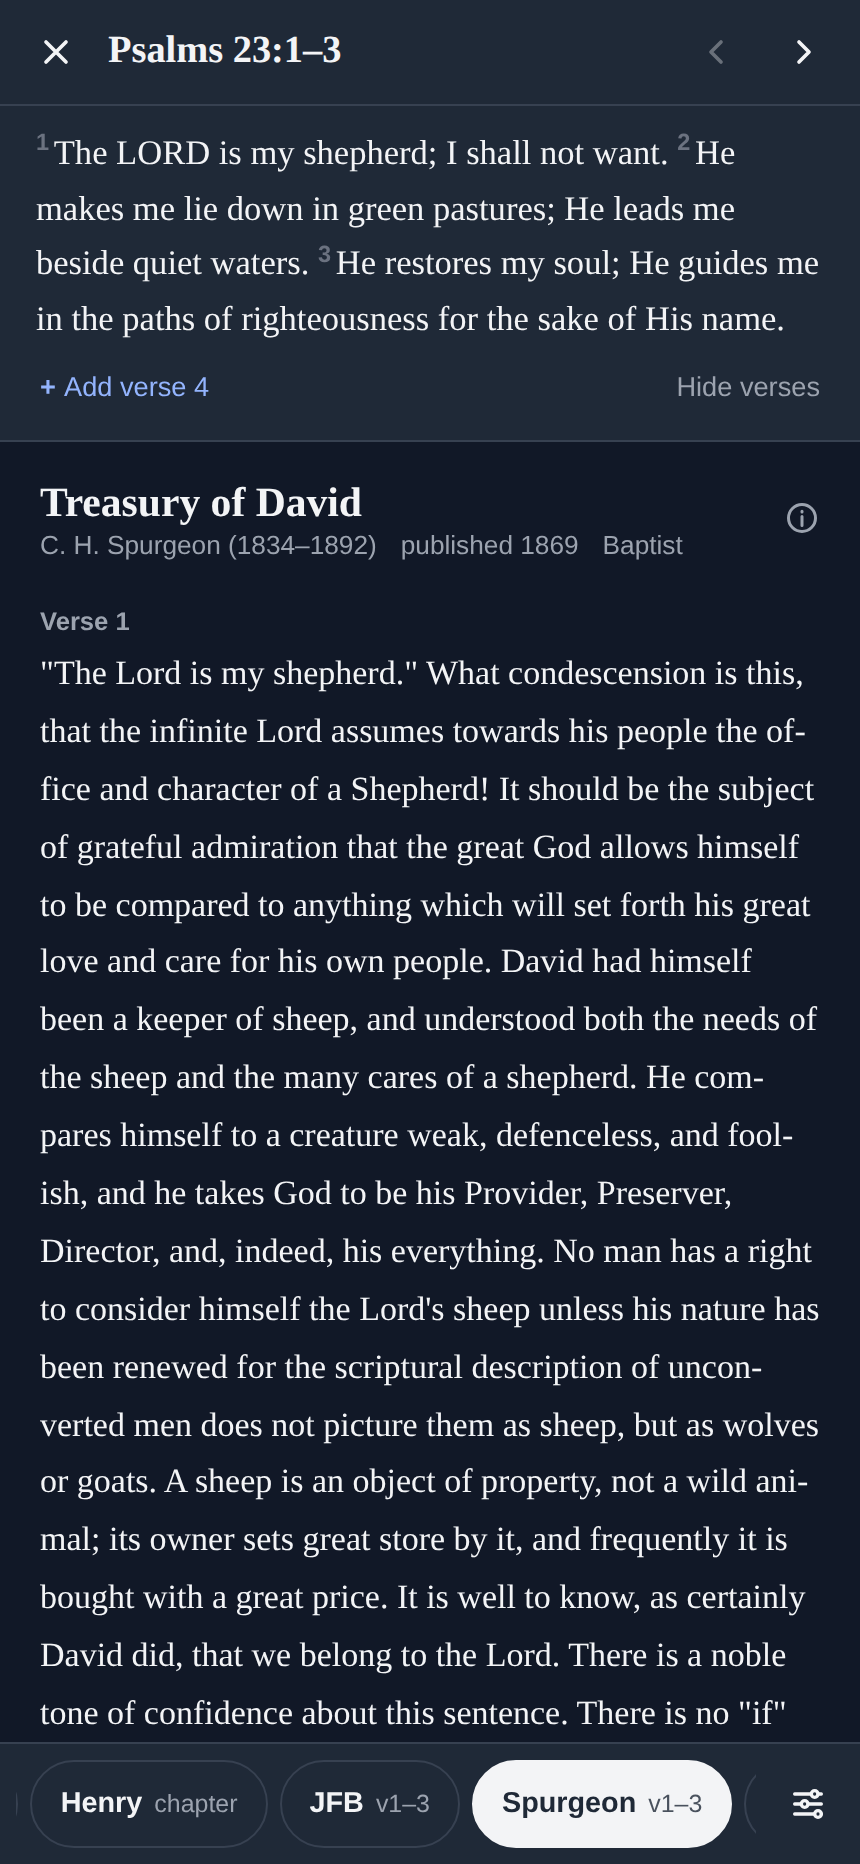 Psalms 23:1–3
1 The LORD is my shepherd; I shall not want. 2 He
makes me lie down in green pastures; He leads me
beside quiet waters. 3 He restores my soul; He guides me
in the paths of righteousness for the sake of His name.
+ Add verse 4 Hide verses
Treasury of David
C. H. Spurgeon (1834–1892) published 1869 Baptist
Verse 1
"The Lord is my shepherd." What condescension is this,
that the infinite Lord assumes towards his people the of-
fice and character of a Shepherd! It should be the subject
of grateful admiration that the great God allows himself
to be compared to anything which will set forth his great
love and care for his own people. David had himself
been a keeper of sheep, and understood both the needs of
the sheep and the many cares of a shepherd. He com-
pares himself to a creature weak, defenceless, and fool-
ish, and he takes God to be his Provider, Preserver,
Director, and, indeed, his everything. No man has a right
to consider himself the Lord's sheep unless his nature has
been renewed for the scriptural description of uncon-
verted men does not picture them as sheep, but as wolves
or goats. A sheep is an object of property, not a wild ani-
mal; its owner sets great store by it, and frequently it is
bought with a great price. It is well to know, as certainly
David did, that we belong to the Lord. There is a noble
tone of confidence about this sentence. There is no "if"
Henry chapter JFB v1–3 Spurgeon v1–3